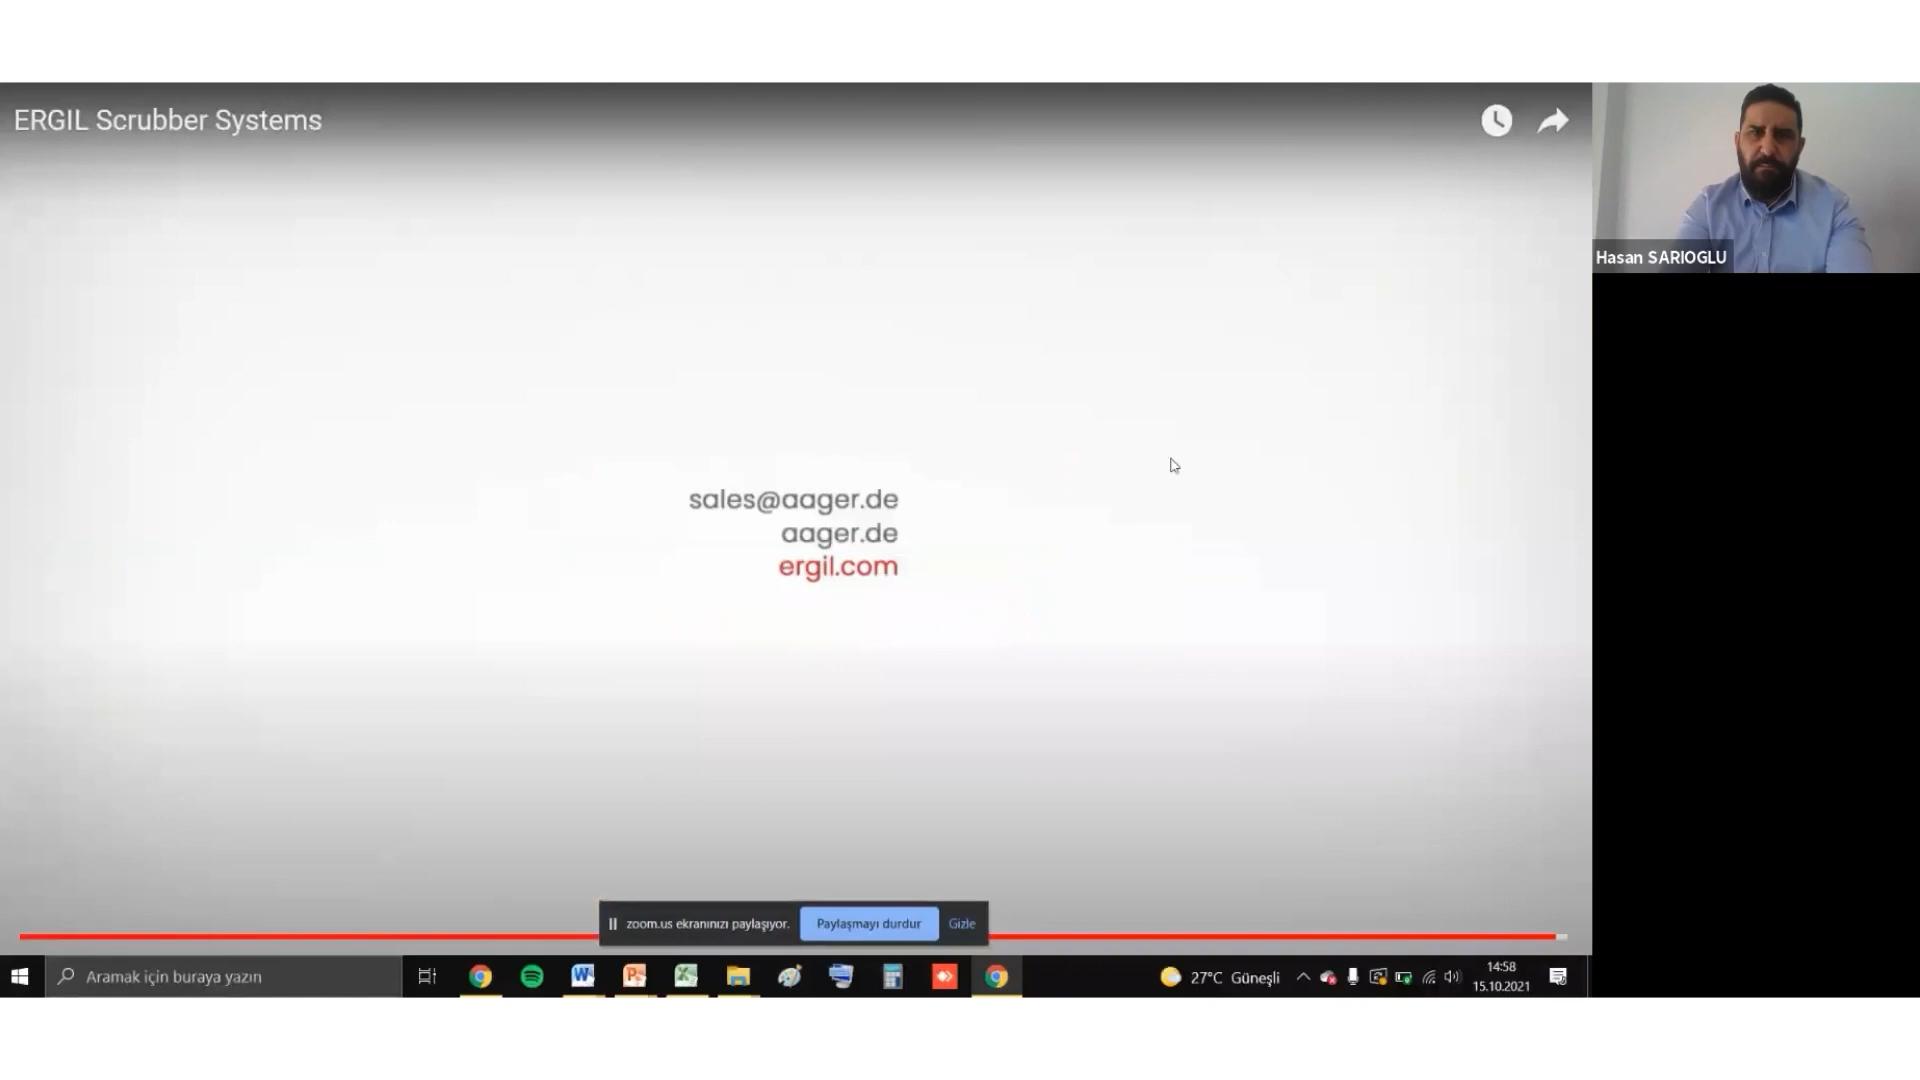 ERGIL Scrubber Systems
Hasan SARIOGLU
sales@aager.de
aager.de
ergil.com
zoom.us ekranınızı paylaşıyor.
Paylaşmayı durdur
Gizle
Aramak için buraya yazın
27°C Güneşli
14:58
15.10.2021